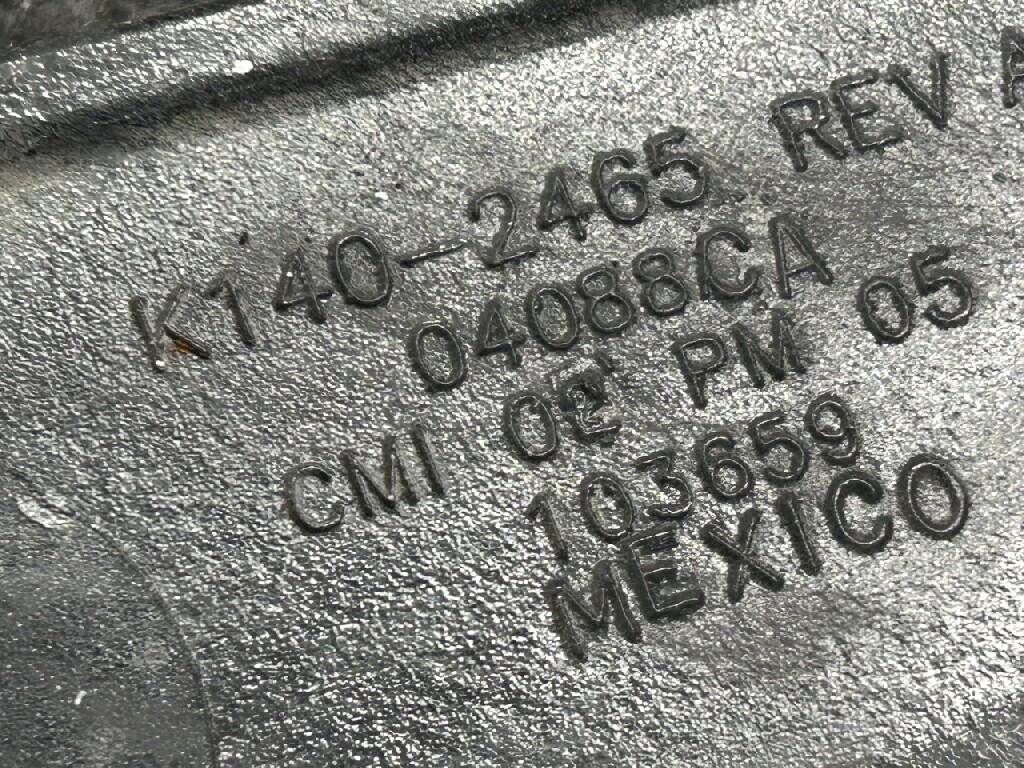 K140-2465 REV A
04088CA
CMI 02 PM 05
103659
MEXICO